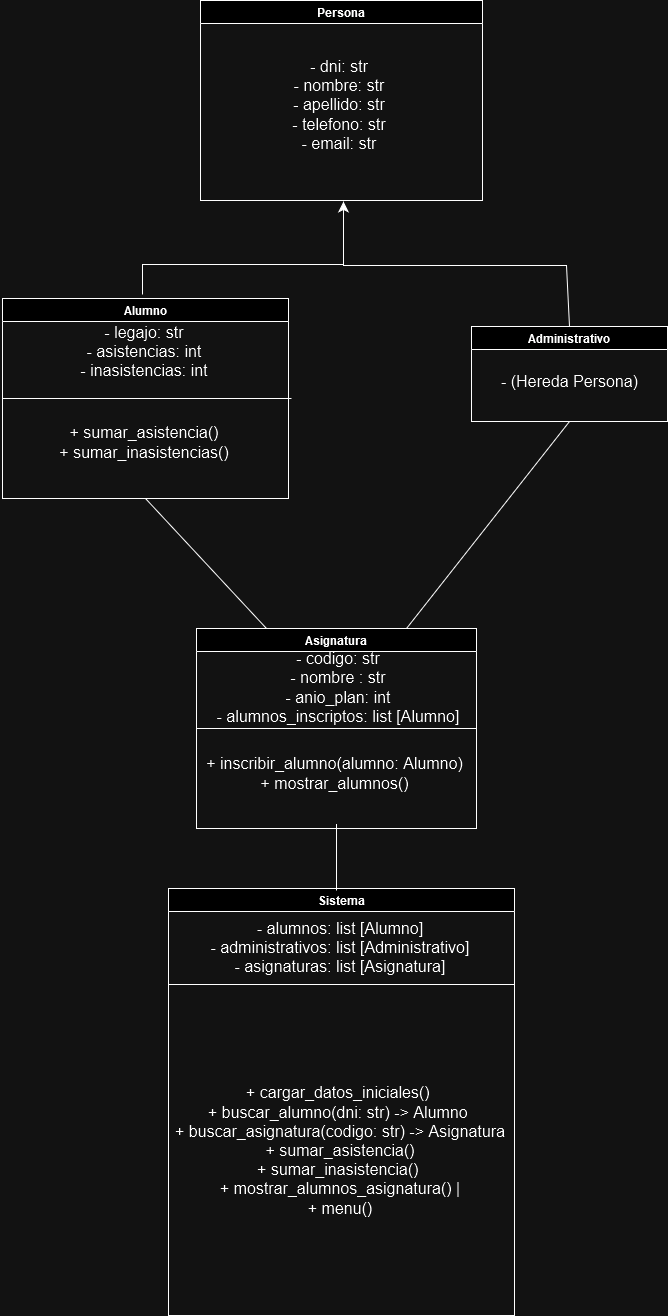 Persona
- dni: str
- nombre: str
- apellido: str
- telefono: str
- email: str
Alumno
- legajo: str
- asistencias: int
- inasistencias: int
+ sumar_asistencia()
+ sumar_inasistencias()
Administrativo
- (Hereda Persona)
Asignatura
- codigo: str
- nombre : str
- anio_plan: int
- alumnos_inscriptos: list [Alumno]
+ inscribir_alumno(alumno: Alumno)
+ mostrar_alumnos()
Sistema
- alumnos: list [Alumno]
- administrativos: list [Administrativo]
- asignaturas: list [Asignatura]
+ cargar_datos_iniciales()
+ buscar_alumno(dni: str) -> Alumno
+ buscar_asignatura(codigo: str) -> Asignatura
+ sumar_asistencia()
+ sumar_inasistencia()
+ mostrar_alumnos_asignatura() |
+ menu()